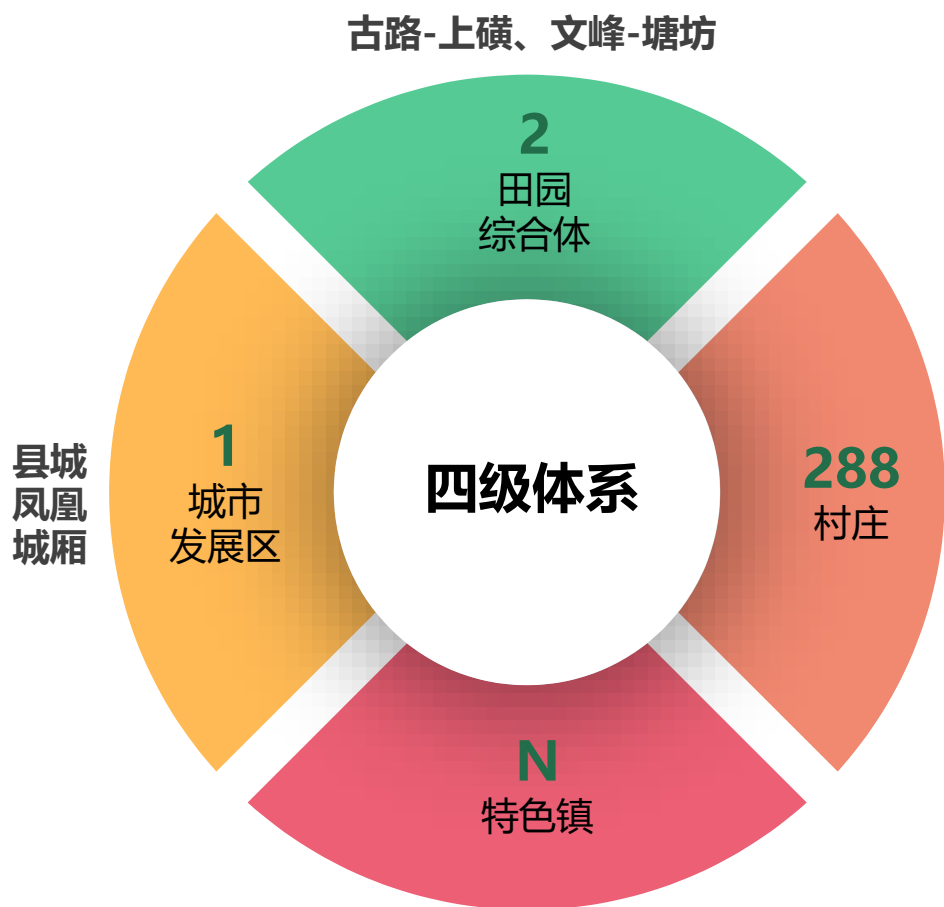 古路-上磺、文峰-塘坊
2
田园
综合体
县城
凤凰
城厢
1
城市
发展区
四级体系
288
村庄
N
特色镇